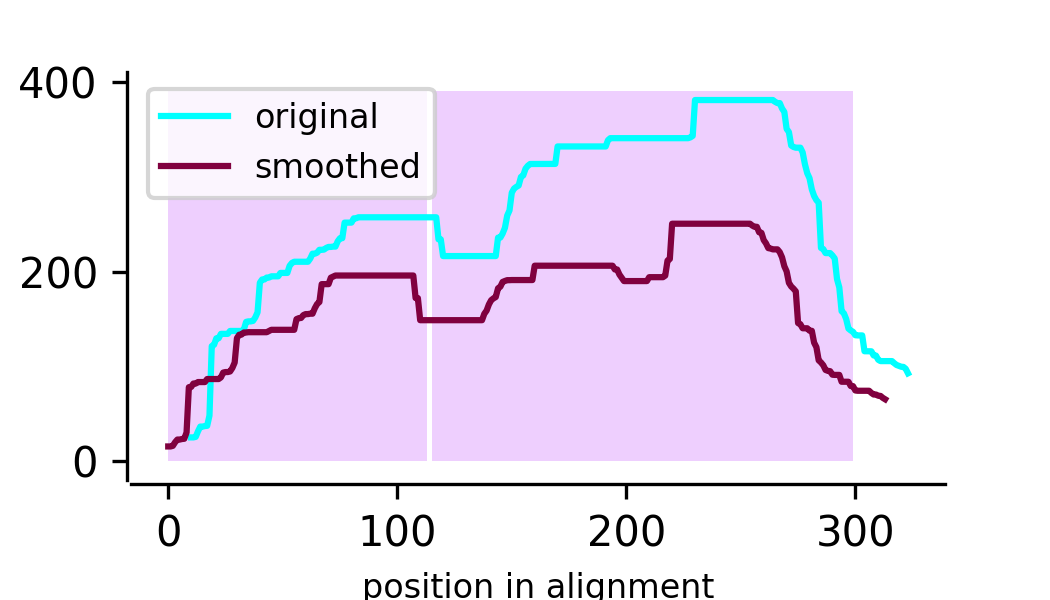 400
200
0
original
smoothed
0 100 200 300
position in alignment